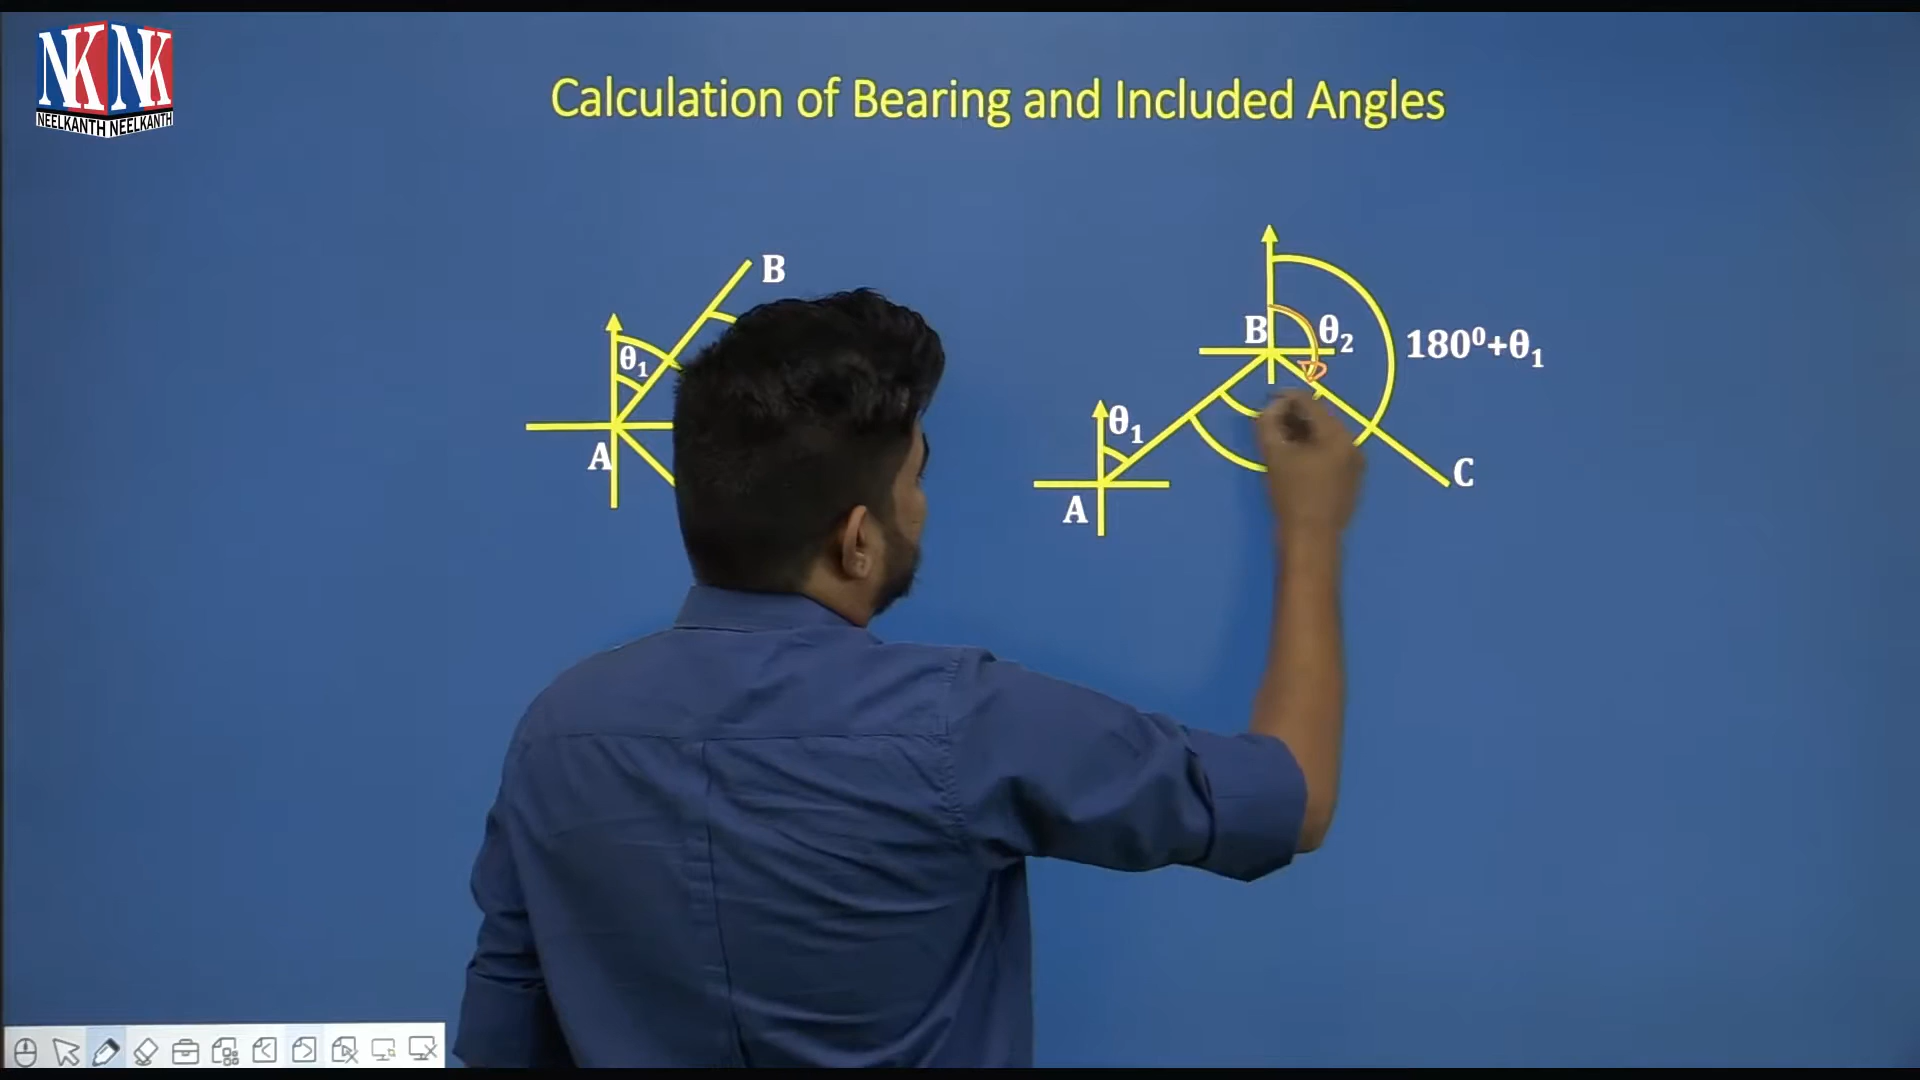 NK NK
NEELKANTH NEELKANTH
Calculation of Bearing and Included Angles
B
θ₁
A
B
θ₂
180⁰+θ₁
θ₁
A
C